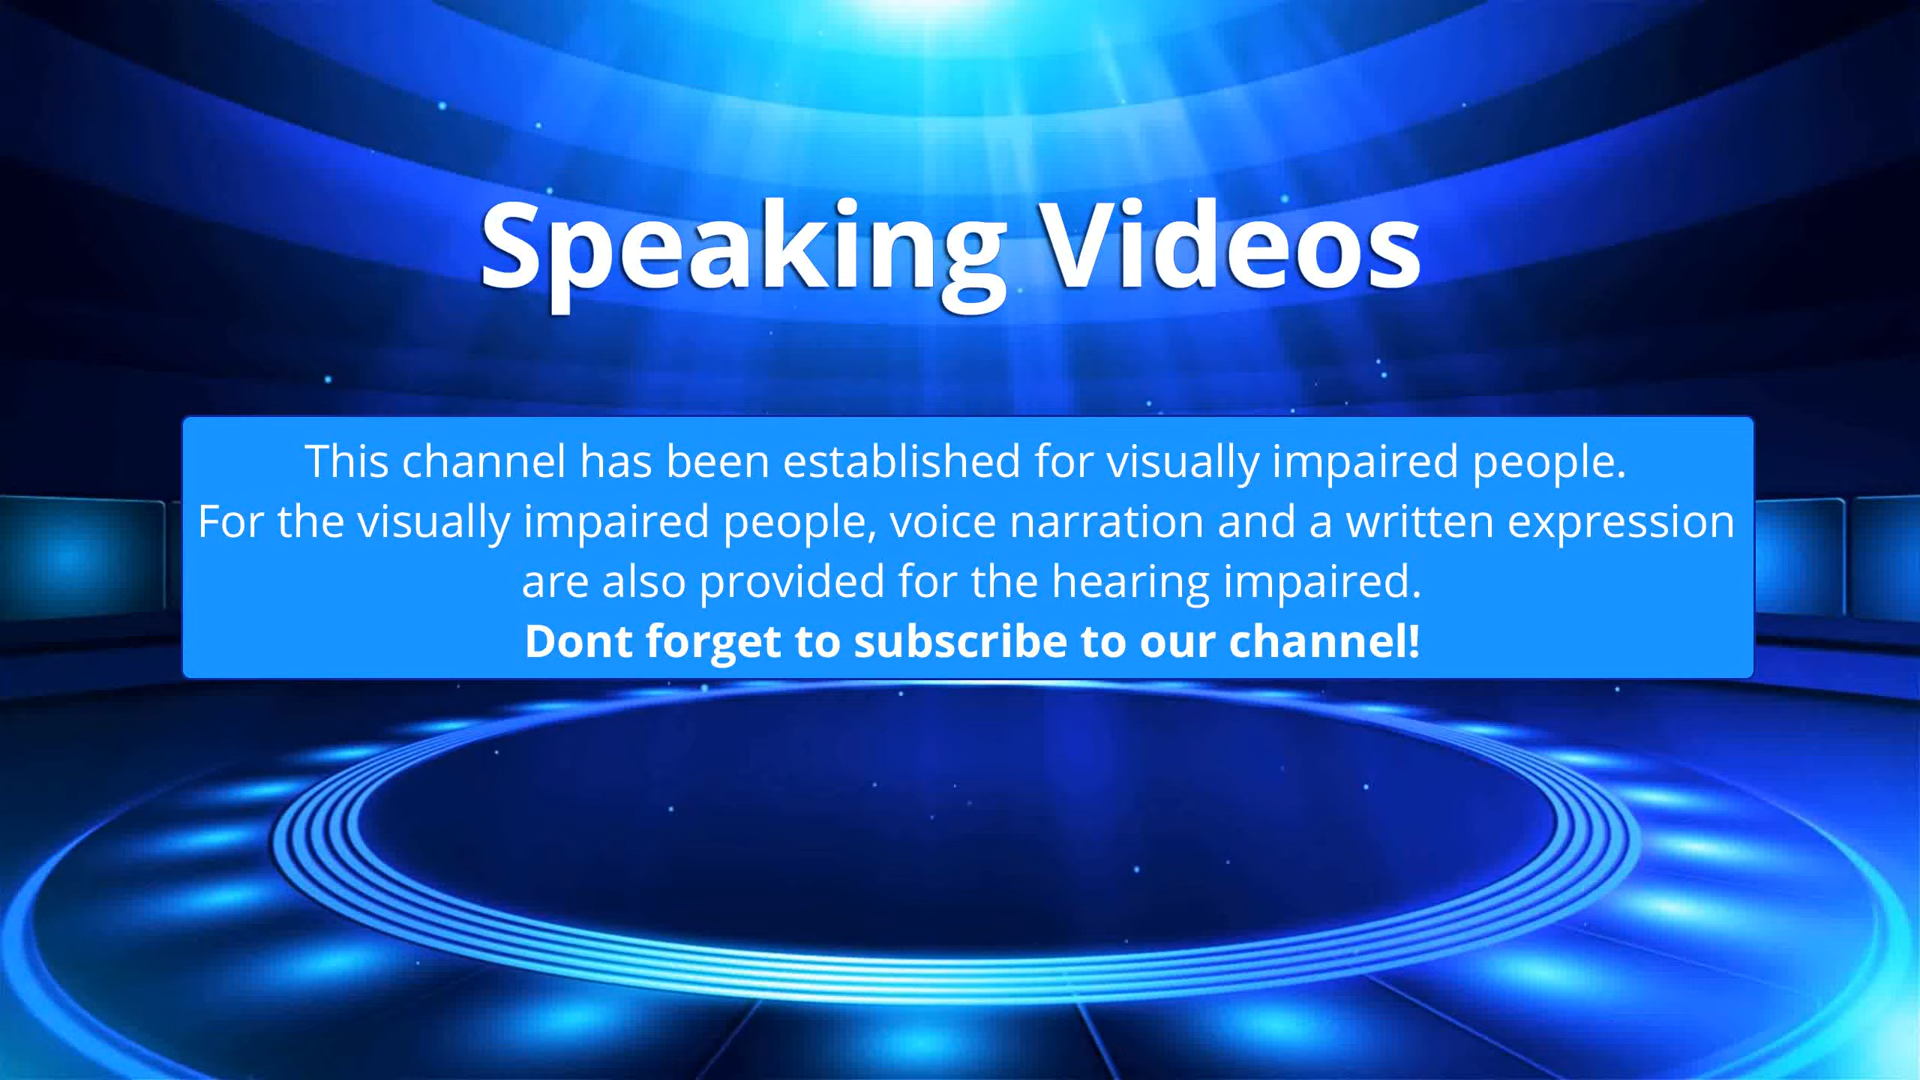 Speaking Videos
This channel has been established for visually impaired people.
For the visually impaired people, voice narration and a written expression
are also provided for the hearing impaired.
Dont forget to subscribe to our channel!